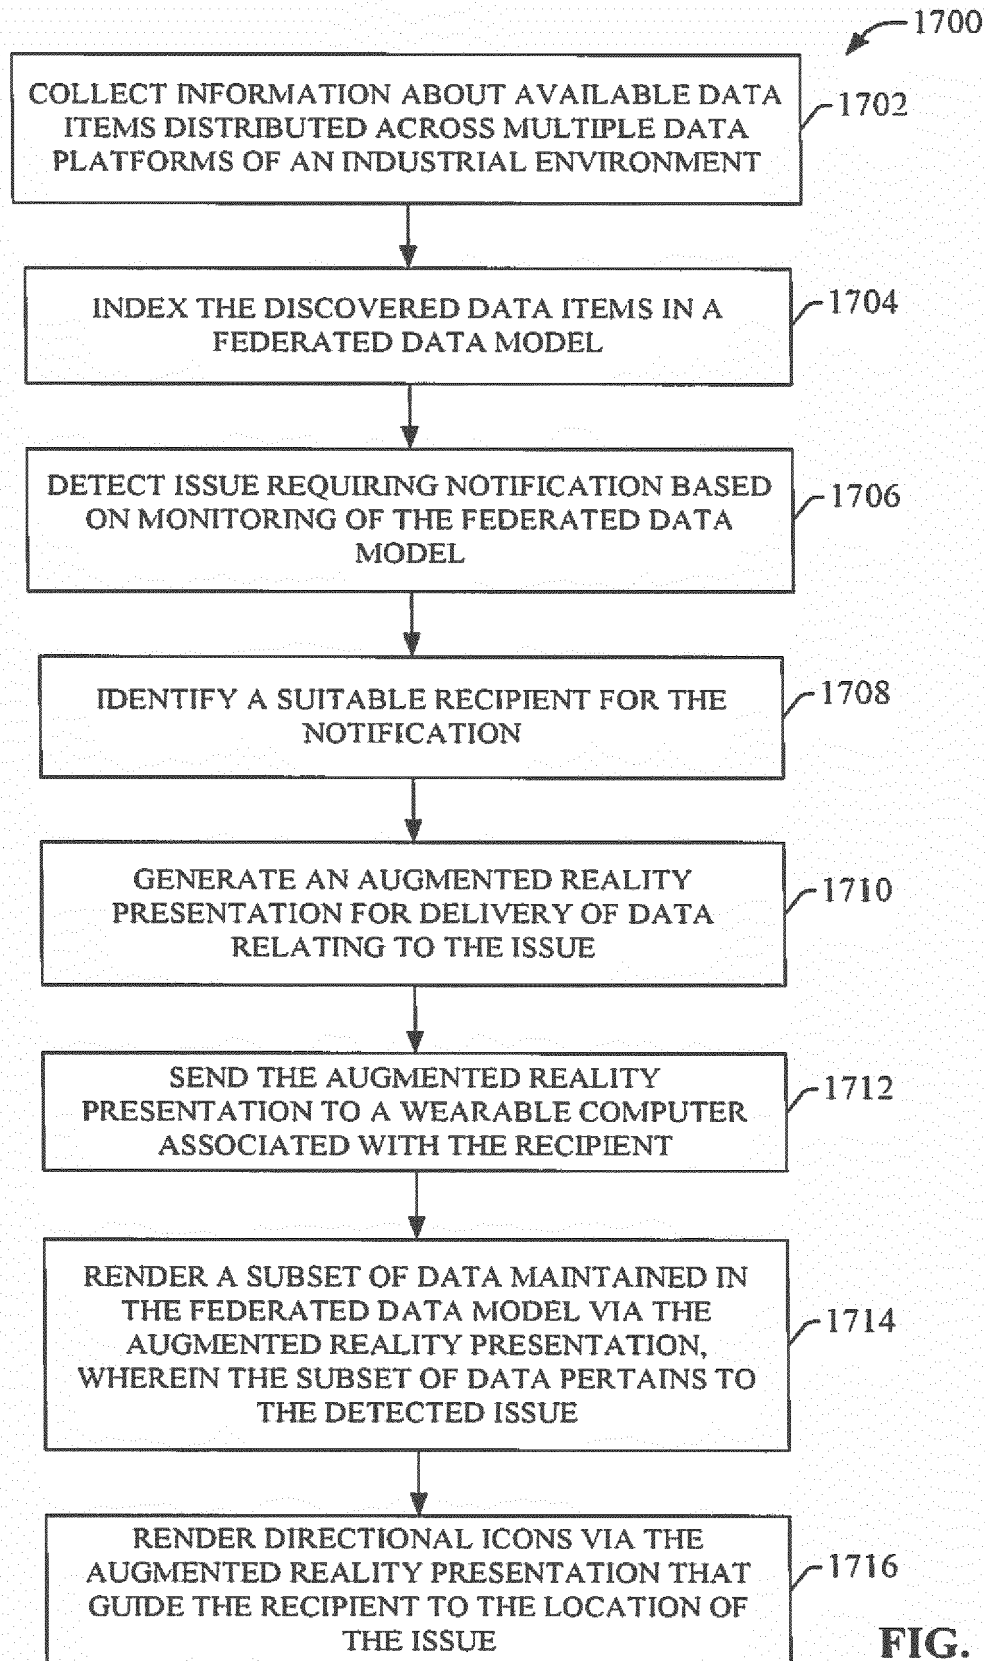 1700
COLLECT INFORMATION ABOUT AVAILABLE DATA
ITEMS DISTRIBUTED ACROSS MULTIPLE DATA
PLATFORMS OF AN INDUSTRIAL ENVIRONMENT
1702
INDEX THE DISCOVERED DATA ITEMS IN A
FEDERATED DATA MODEL
1704
DETECT ISSUE REQUIRING NOTIFICATION BASED
ON MONITORING OF THE FEDERATED DATA
MODEL
1706
IDENTIFY A SUITABLE RECIPIENT FOR THE
NOTIFICATION
1708
GENERATE AN AUGMENTED REALITY
PRESENTATION FOR DELIVERY OF DATA
RELATING TO THE ISSUE
1710
SEND THE AUGMENTED REALITY
PRESENTATION TO A WEARABLE COMPUTER
ASSOCIATED WITH THE RECIPIENT
1712
RENDER A SUBSET OF DATA MAINTAINED IN
THE FEDERATED DATA MODEL VIA THE
AUGMENTED REALITY PRESENTATION,
WHEREIN THE SUBSET OF DATA PERTAINS TO
THE DETECTED ISSUE
1714
RENDER DIRECTIONAL ICONS VIA THE
AUGMENTED REALITY PRESENTATION THAT
GUIDE THE RECIPIENT TO THE LOCATION OF
THE ISSUE
1716
FIG.